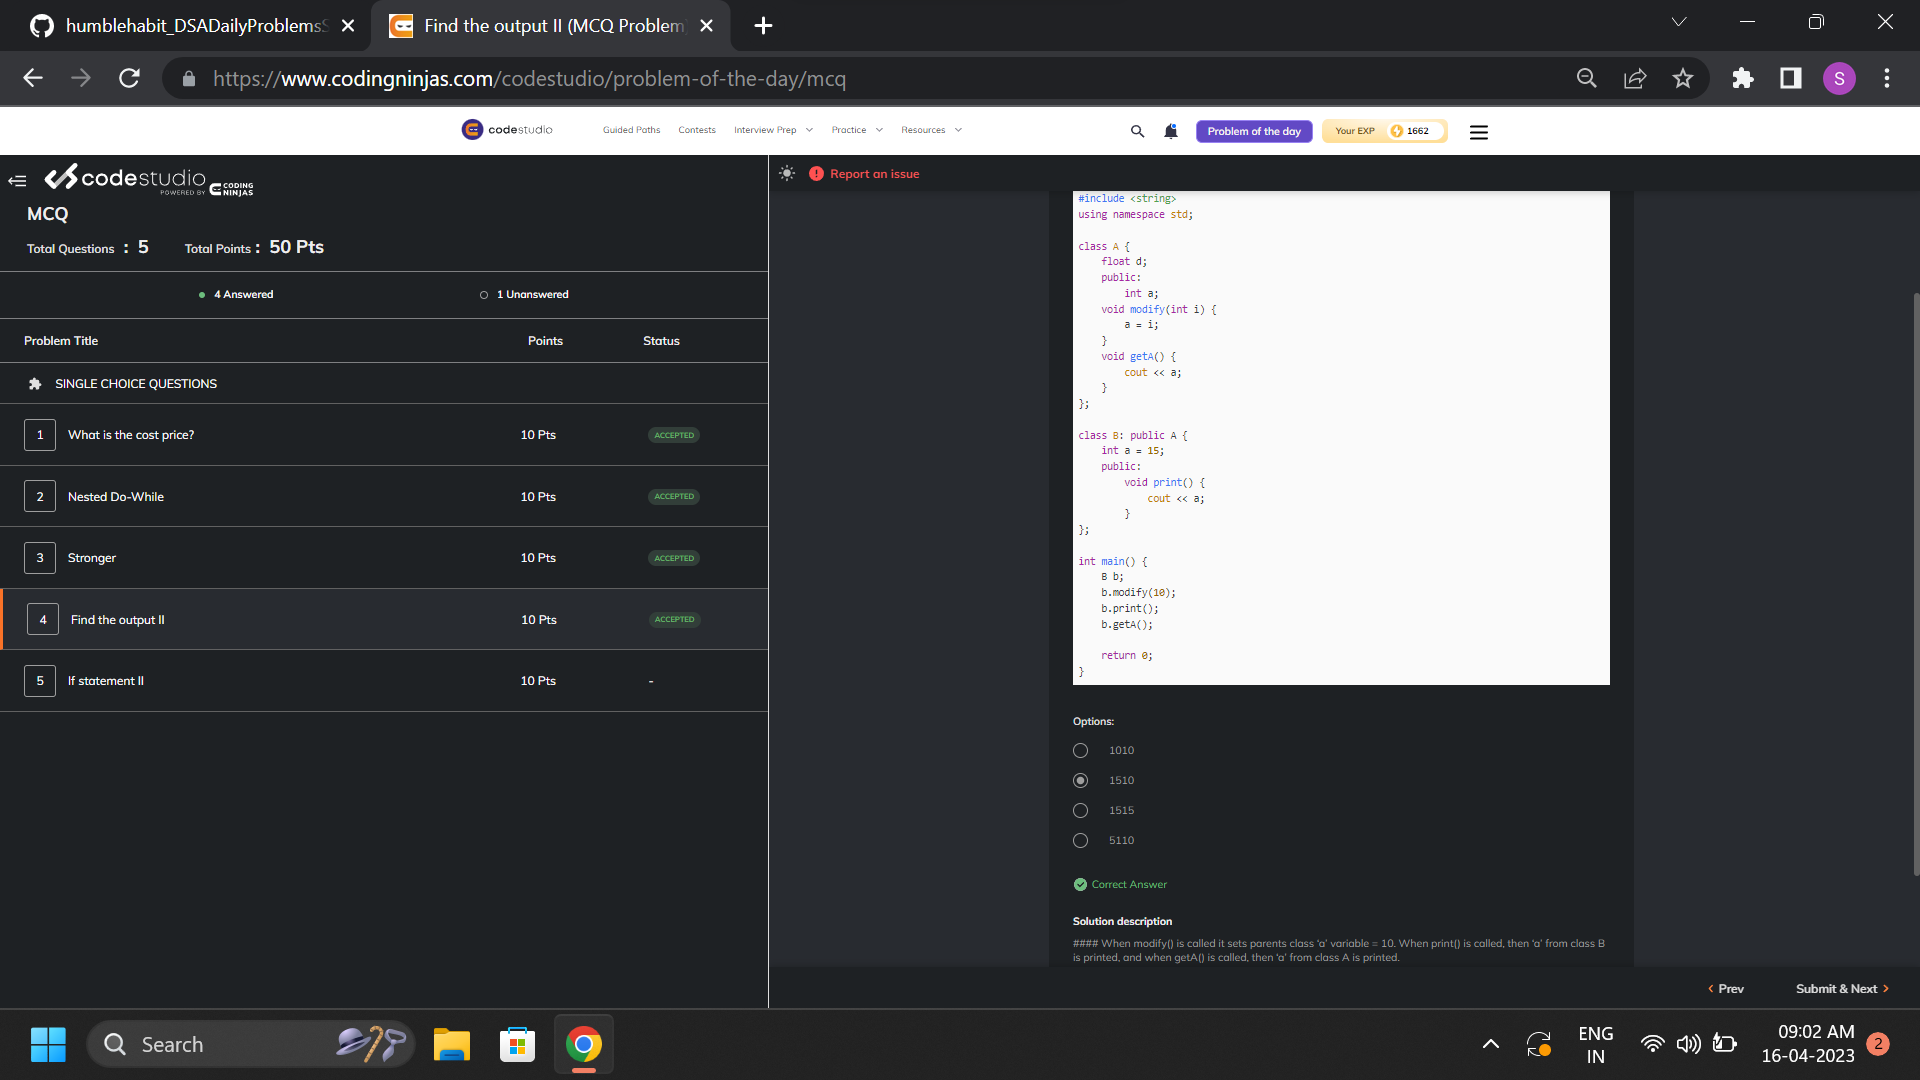 humblehabit_DSADailyProblemsS
Find the output II (MCQ Problem
https://www.codingninjas.com/codestudio/problem-of-the-day/mcq
S
codestudio
Guided Paths
Contests
Interview Prep
Practice
Resources
Problem of the day
Your EXP
1662
codestudio
POWERED BY CODING NINJAS
MCQ
Total Questions : 5
Total Points : 50 Pts
4 Answered
1 Unanswered
Problem Title
Points
Status
SINGLE CHOICE QUESTIONS
1
What is the cost price?
10 Pts
ACCEPTED
2
Nested Do-While
10 Pts
ACCEPTED
3
Stronger
10 Pts
ACCEPTED
4
Find the output II
10 Pts
ACCEPTED
5
If statement II
10 Pts
-
Report an issue
#include <string>
using namespace std;
class A {
float d;
public:
int a;
void modify(int i) {
a = i;
}
void getA() {
cout << a;
}
};
class B: public A {
int a = 15;
public:
void print() {
cout << a;
}
};
int main() {
B b;
b.modify(10);
b.print();
b.getA();
return 0;
}
Options:
1010
1510
1515
5110
Correct Answer
Solution description
#### When modify() is called it sets parents class ‘a’ variable = 10. When print() is called, then ‘a’ from class B
is printed, and when getA() is called, then ‘a’ from class A is printed.
Prev
Submit & Next
Search
ENG
IN
09:02 AM
16-04-2023
2